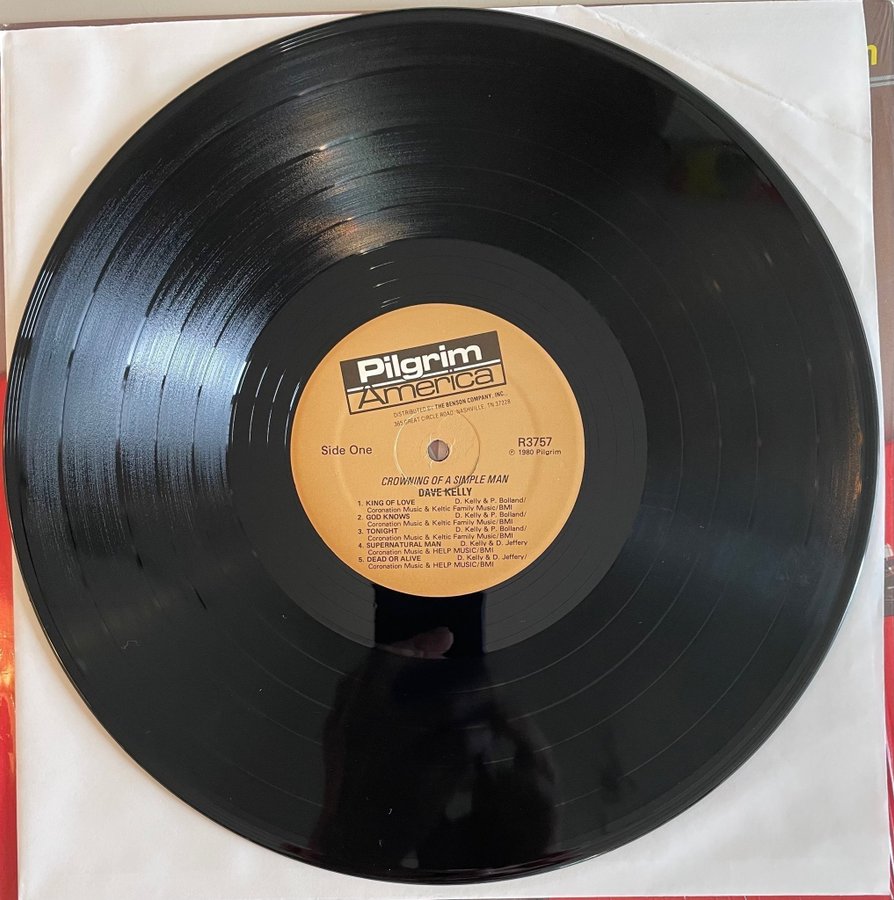 n
Pilgrim
America
DISTRIBUTED BY THE BENSON COMPANY, INC.,
365 GREAT CIRCLE ROAD, NASHVILLE, TN 37228
Side One
R3757
℗ 1980 Pilgrim
CROWNING OF A SIMPLE MAN
DAVE KELLY
1. KING OF LOVE D. Kelly & P. Bolland/
Coronation Music & Keltic Family Music/BMI
2. GOD KNOWS D. Kelly & P. Bolland/
Coronation Music & Keltic Family Music/BMI
3. TONIGHT D. Kelly & P. Bolland/
Coronation Music & Keltic Family Music/BMI
4. SUPERNATURAL MAN D. Kelly & D. Jeffery
Coronation Music & HELP MUSIC/BMI
5. DEAD OR ALIVE D. Kelly & D. Jeffery/
Coronation Music & HELP MUSIC/BMI